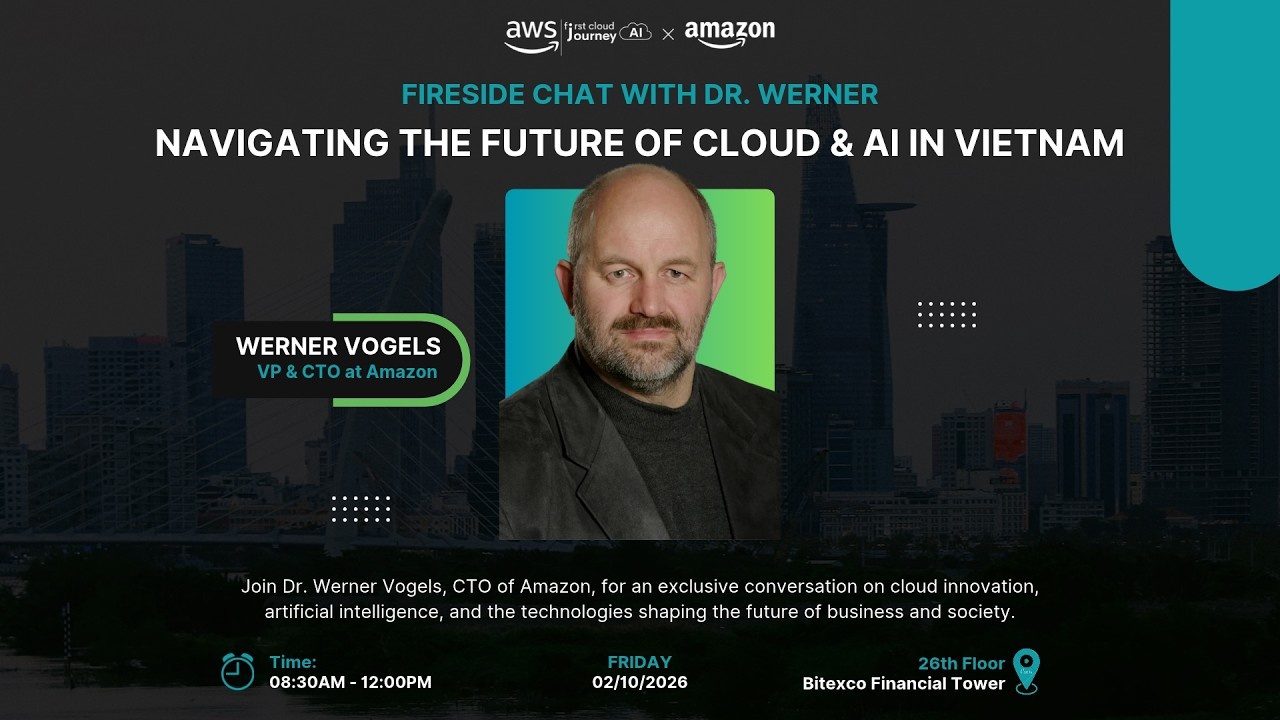 aws first cloud journey AI × amazon
FIRESIDE CHAT WITH DR. WERNER
NAVIGATING THE FUTURE OF CLOUD & AI IN VIETNAM
WERNER VOGELS
VP & CTO at Amazon
Join Dr. Werner Vogels, CTO of Amazon, for an exclusive conversation on cloud innovation,
artificial intelligence, and the technologies shaping the future of business and society.
Time:
08:30AM - 12:00PM
FRIDAY
02/10/2026
26th Floor
Bitexco Financial Tower